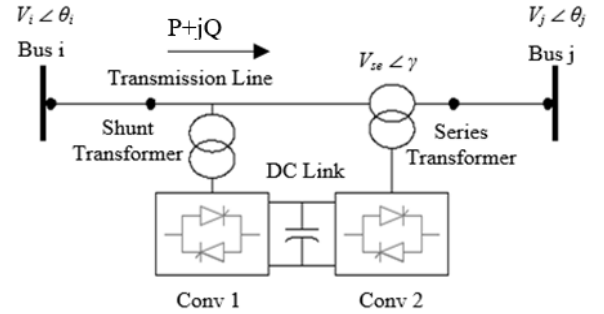 V_i ∠θ_i
Bus i
P+jQ
Transmission Line
V_se ∠γ
V_j ∠θ_j
Bus j
Shunt
Transformer
Series
Transformer
DC Link
Conv 1
Conv 2